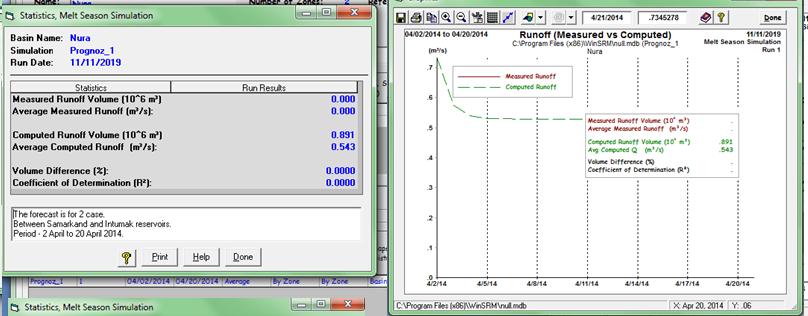 Statistics, Melt Season Simulation
Basin Name: Nura
Simulation Prognoz_1
Run Date: 11/11/2019
Statistics Run Results
Measured Runoff Volume (10^6 m³) 0.000
Average Measured Runoff (m³/s): 0.000
Computed Runoff Volume (10^6 m³) 0.891
Average Computed Runoff (m³/s): 0.543
Volume Difference (%): 0.0000
Coefficient of Determination (R²): 0.0000
The forecast is for 2 case.
Between Samarkand and Intumak reservoirs.
Period - 2 April to 20 April 2014.
? Print Help Done
Prognoz_1 1 04/02/2014 04/20/2014 Average By Zone By Zone Basin
Statistics, Melt Season Simulation
4/21/2014 .7345278 ? Done
04/02/2014 to 04/20/2014 Runoff (Measured vs Computed) 11/11/2019
C:\Program Files (x86)\WinSRM\null.mdb (Prognoz_1 Melt Season Simulation
Nura Run 1
(m³/s)
.7
.6
.5
.4
.3
.2
.1
.0
Measured Runoff
Computed Runoff
Measured Runoff Volume (10⁶ m³) .
Average Measured Runoff (m³/s) .
Computed Runoff Volume (10⁶ m³) .891
Avg Computed Q (m³/s) .543
Volume Difference (%) .
Coefficient of Determination (R²) .
4/2/14 4/5/14 4/8/14 4/11/14 4/14/14 4/17/14 4/20/14
C:\Program Files (x86)\WinSRM\null.mdb X: Apr 20, 2014 Y: .06